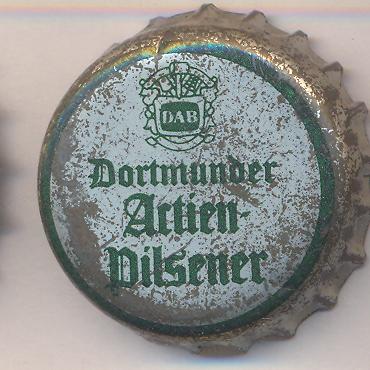 DAB
Dortmunder
Actien-
Pilsener